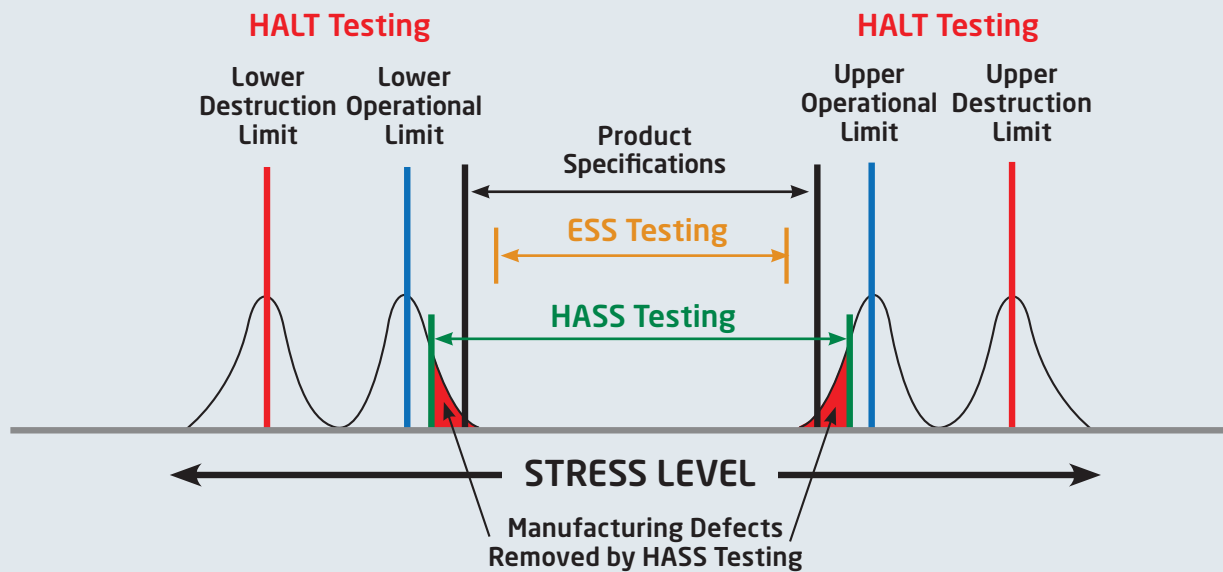 HALT Testing
HALT Testing
Lower
Destruction
Limit
Lower
Operational
Limit
Product
Specifications
Upper
Operational
Limit
Upper
Destruction
Limit
ESS Testing
HASS Testing
STRESS LEVEL
Manufacturing Defects
Removed by HASS Testing